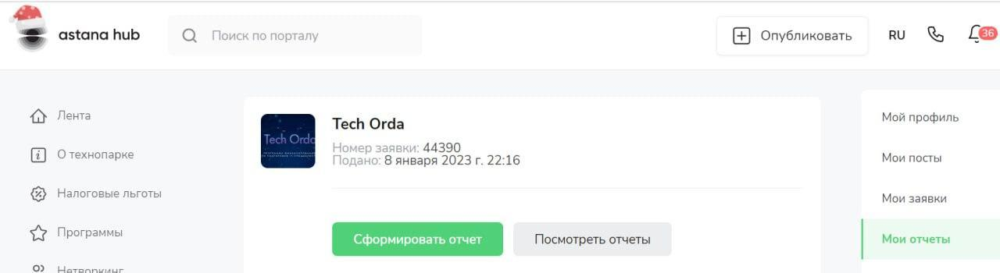 astana hub
Поиск по порталу
Опубликовать
RU
36
Лента
О технопарке
Налоговые льготы
Программы
Нетворкинг
Tech Orda
Tech Orda
Номер заявки: 44390
Подано: 8 января 2023 г. 22:16
Сформировать отчет
Посмотреть отчеты
Мой профиль
Мои посты
Мои заявки
Мои отчеты